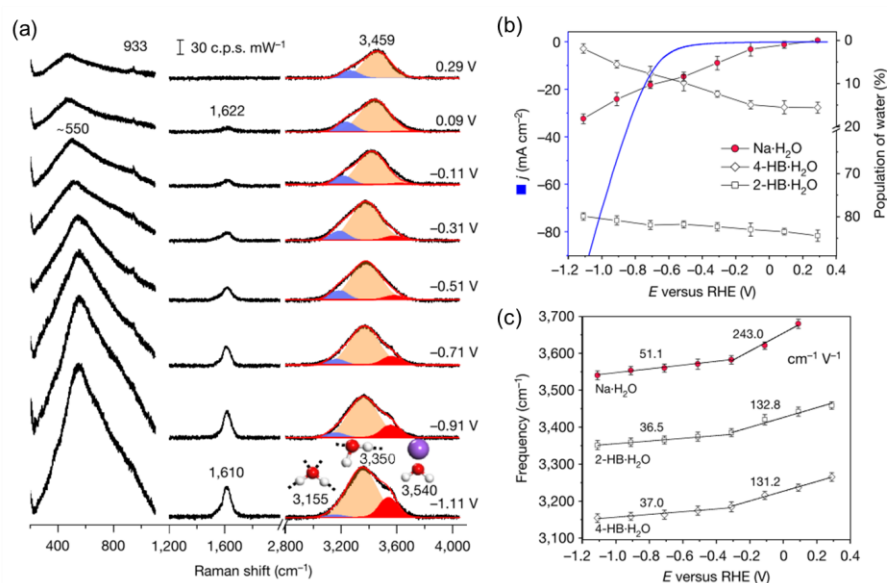 (a)
933
30 c.p.s. mW⁻¹
3,459
0.29 V
1,622
0.09 V
~550
−0.11 V
−0.31 V
−0.51 V
−0.71 V
−0.91 V
1,610
3,155
3,350
3,540
−1.11 V
400 800 1,200 1,600 2,000 2,800 3,200 3,600 4,000
Raman shift (cm⁻¹)
(b)
j (mA cm⁻²)
0
−20
−40
−60
−80
Na·H₂O
4-HB·H₂O
2-HB·H₂O
Population of water (%)
0
10
20
70
80
−1.2 −1.0 −0.8 −0.6 −0.4 −0.2 0 0.2 0.4
E versus RHE (V)
(c)
Frequency (cm⁻¹)
3,700
3,600
3,500
3,400
3,300
3,200
3,100
243.0
cm⁻¹ V⁻¹
51.1
Na·H₂O
132.8
36.5
2-HB·H₂O
131.2
37.0
4-HB·H₂O
−1.2 −1.0 −0.8 −0.6 −0.4 −0.2 0 0.2 0.4
E versus RHE (V)